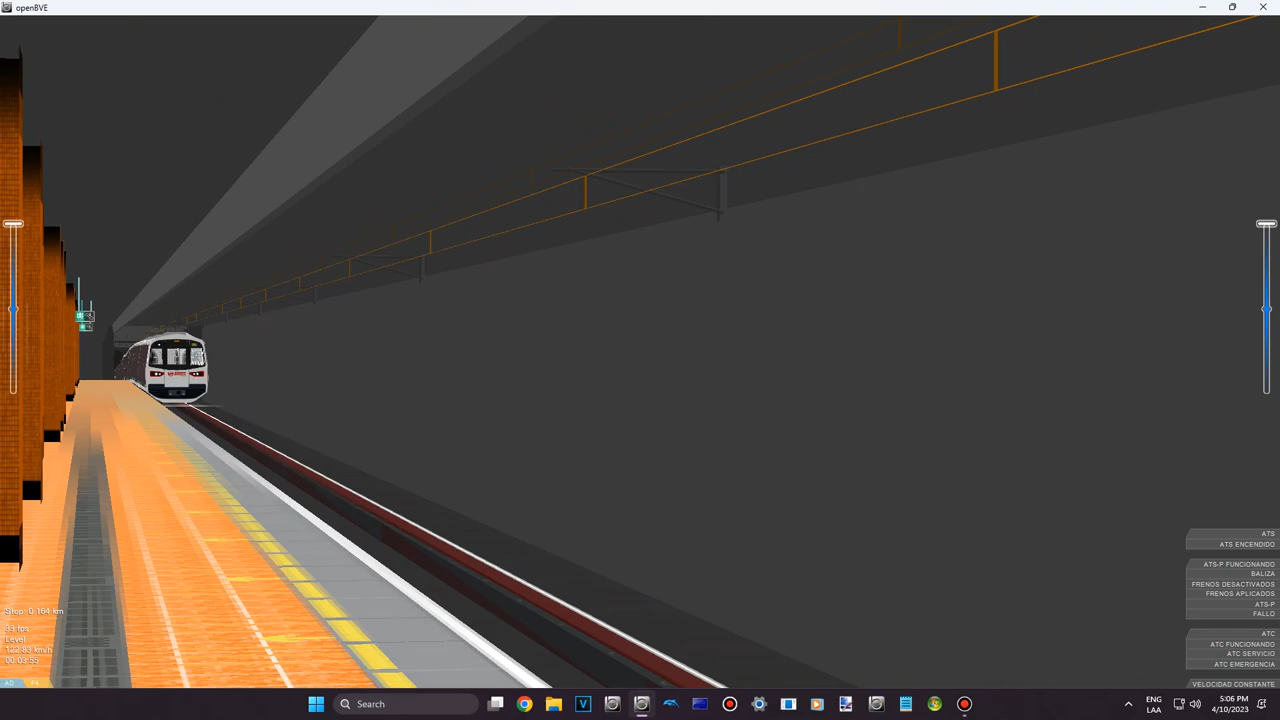 openBVE
Stop: 0.164 km
33 fps
Level
122.83 km/h
00:03:55
AD F4
ATS
ATS ENCENDIDO
ATS-P FUNCIONANDO
BALIZA
FRENOS DESACTIVADOS
FRENOS APLICADOS
ATS-P
FALLO
ATC
ATC FUNCIONANDO
ATC SERVICIO
ATC EMERGENCIA
VELOCIDAD CONSTANTE
Search
ENG
LAA
5:06 PM
4/10/2023